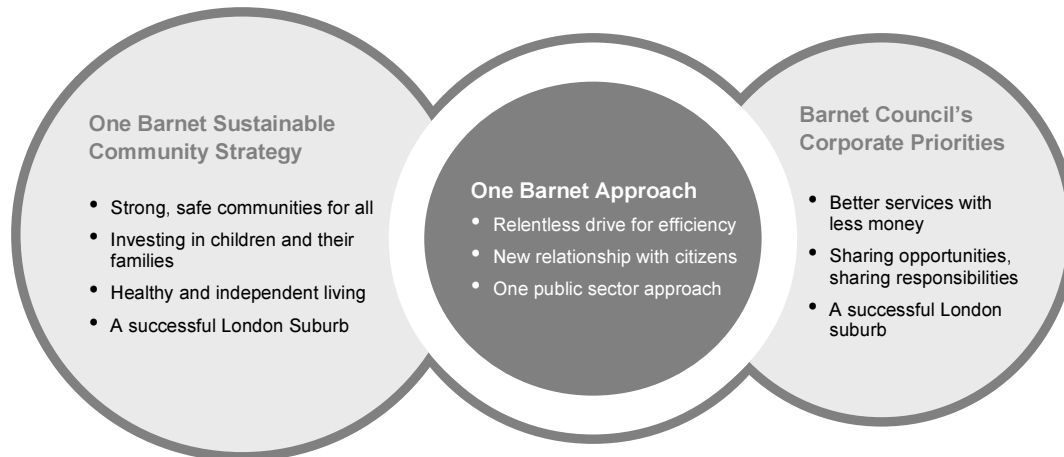 One Barnet Sustainable
Community Strategy
• Strong, safe communities for all
• Investing in children and their
families
• Healthy and independent living
• A successful London Suburb
One Barnet Approach
• Relentless drive for efficiency
• New relationship with citizens
• One public sector approach
Barnet Council's
Corporate Priorities
• Better services with
less money
• Sharing opportunities,
sharing responsibilities
• A successful London
suburb